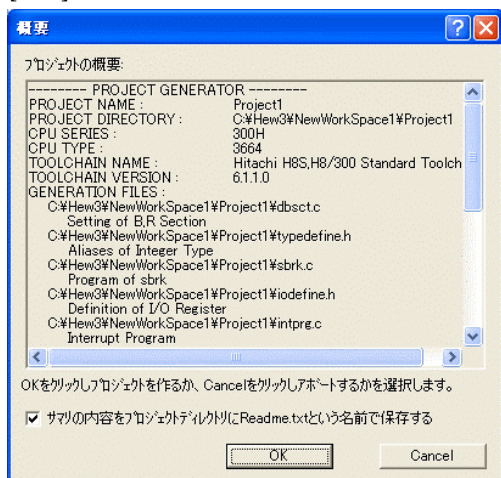 概要
プロジェクトの概要:
-------- PROJECT GENERATOR --------
PROJECT NAME : Project1
PROJECT DIRECTORY : C:¥Hew3¥NewWorkSpace1¥Project1
CPU SERIES : 300H
CPU TYPE : 3664
TOOLCHAIN NAME : Hitachi H8S,H8/300 Standard Toolch
TOOLCHAIN VERSION : 6.1.1.0
GENERATION FILES :
C:¥Hew3¥NewWorkSpace1¥Project1¥dbsct.c
Setting of B,R Section
C:¥Hew3¥NewWorkSpace1¥Project1¥typedefine.h
Aliases of Integer Type
C:¥Hew3¥NewWorkSpace1¥Project1¥sbrk.c
Program of sbrk
C:¥Hew3¥NewWorkSpace1¥Project1¥iodefine.h
Definition of I/O Register
C:¥Hew3¥NewWorkSpace1¥Project1¥intprg.c
Interrupt Program
OKをクリックしプロジェクトを作るか、Cancelをクリックしアボートするかを選択します。
サマリの内容をプロジェクトディレクトリにReadme.txtという名前で保存する
OK Cancel